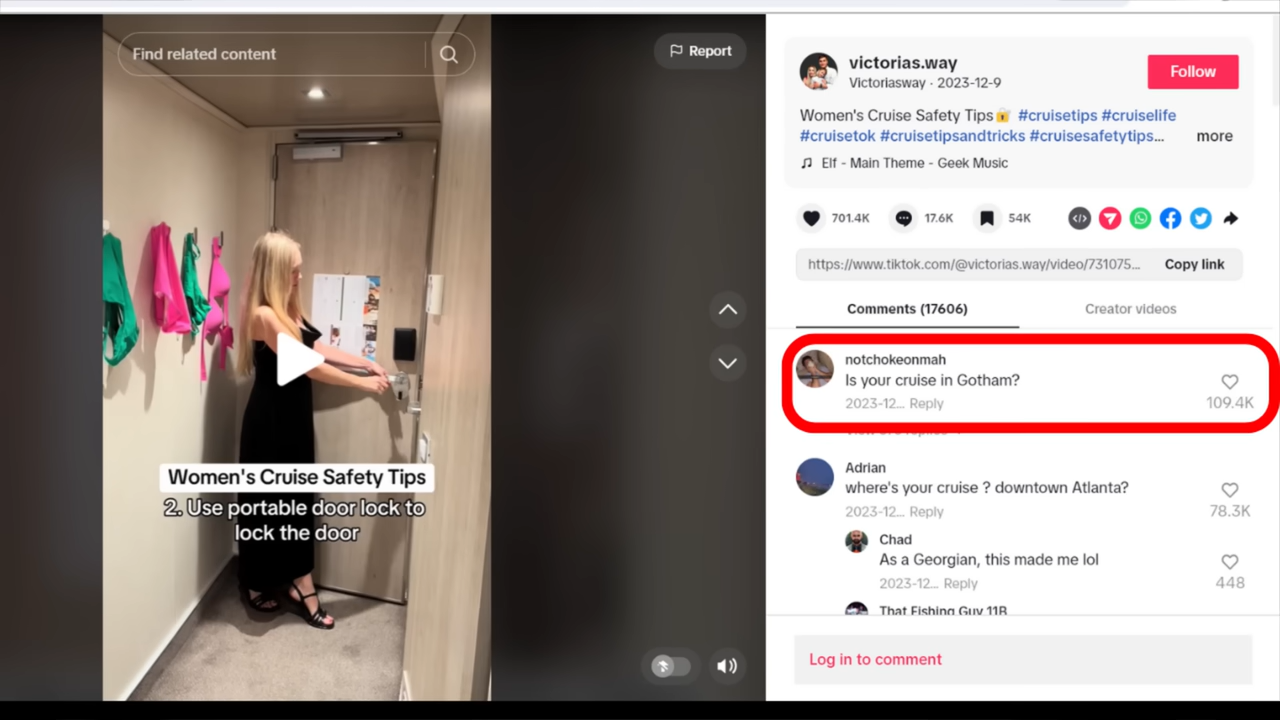 Find related content
Report
Women's Cruise Safety Tips
2. Use portable door lock to
lock the door
victorias.way
Victoriasway · 2023-12-9
Follow
Women's Cruise Safety Tips🔐 #cruisetips #cruiselife
#cruisetok #cruisetipsandtricks #cruisesafetytips...
more
Elf - Main Theme - Geek Music
701.4K
17.6K
54K
https://www.tiktok.com/@victorias.way/video/731075...
Copy link
Comments (17606)
Creator videos
notchokeonmah
Is your cruise in Gotham?
2023-12... Reply
109.4K
Adrian
where's your cruise ? downtown Atlanta?
2023-12... Reply
78.3K
Chad
As a Georgian, this made me lol
2023-12... Reply
448
That Fishing Guy 11B
Log in to comment